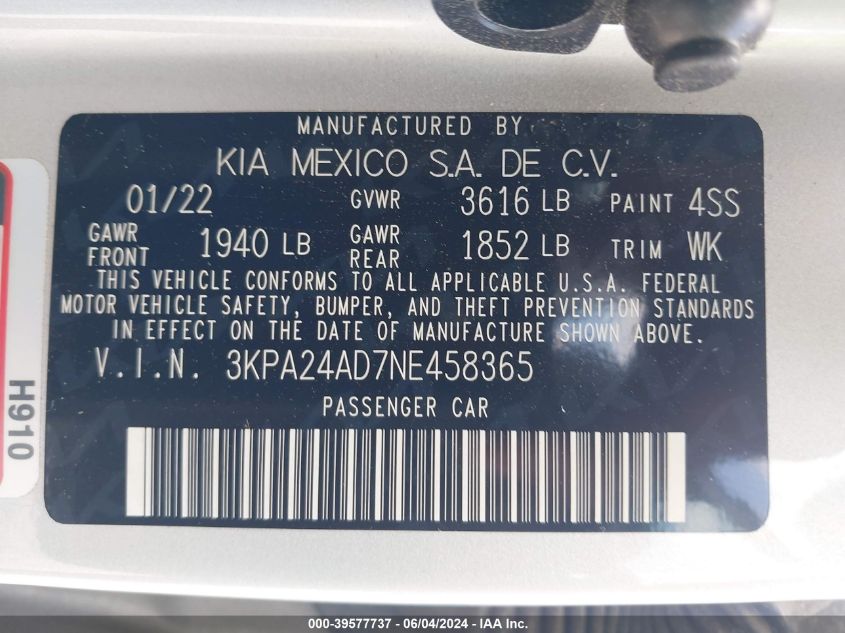 MANUFACTURED BY
KIA MEXICO S.A. DE C.V.
01/22 GVWR 3616 LB PAINT 4SS
GAWR FRONT 1940 LB GAWR REAR 1852 LB TRIM WK
THIS VEHICLE CONFORMS TO ALL APPLICABLE U.S.A. FEDERAL
MOTOR VEHICLE SAFETY, BUMPER, AND THEFT PREVENTION STANDARDS
IN EFFECT ON THE DATE OF MANUFACTURE SHOWN ABOVE.
V.I.N. 3KPA24AD7NE458365
PASSENGER CAR
H910
000-39577737 - 06/04/2024 - IAA Inc.